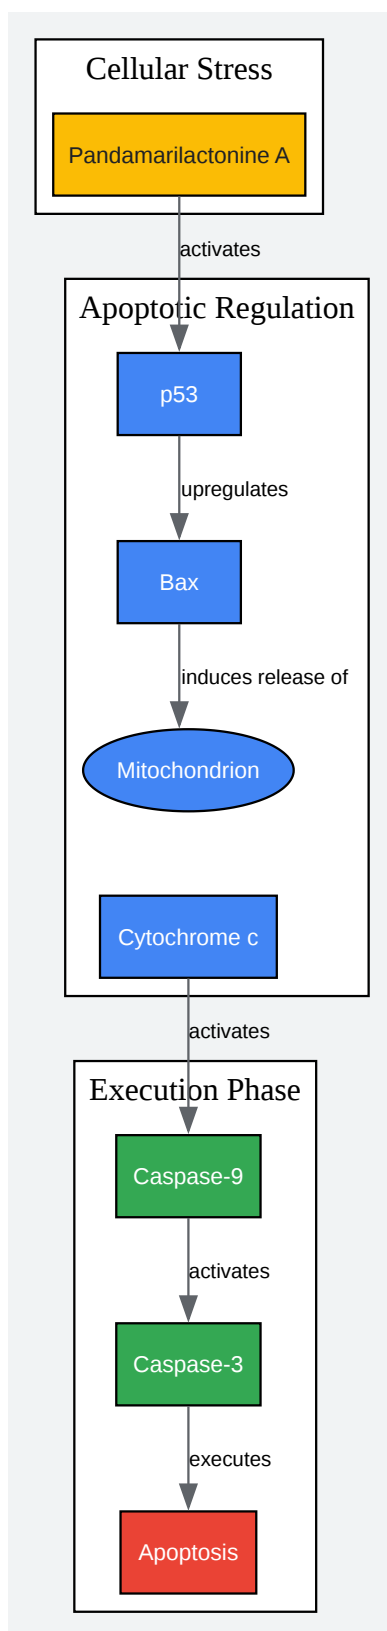 Cellular Stress
Pandamarilactonine A
activates
Apoptotic Regulation
p53
upregulates
Bax
induces release of
Mitochondrion
Cytochrome c
activates
Execution Phase
Caspase-9
activates
Caspase-3
executes
Apoptosis